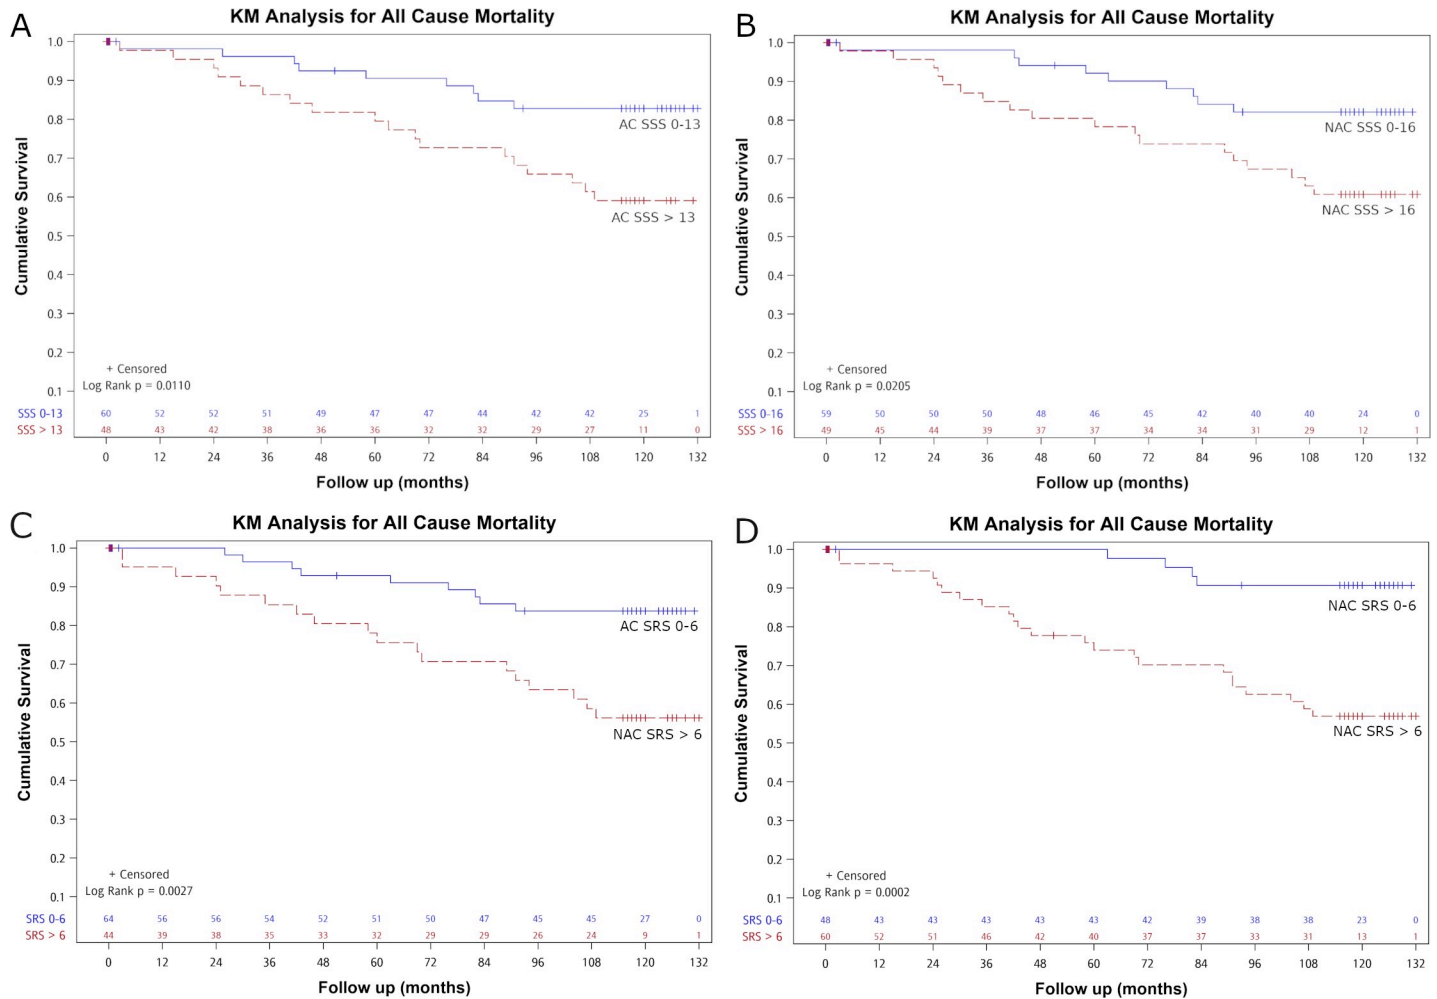 A
KM Analysis for All Cause Mortality
1.0
0.9
0.8
0.7
0.6
0.5
0.4
0.3
0.2
0.1
Cumulative Survival
AC SSS 0-13
AC SSS > 13
+ Censored
Log Rank p = 0.0110
SSS 0-13 60 52 52 51 49 47 47 44 42 42 25 1
SSS > 13 48 43 42 38 36 36 32 32 29 27 11 0
0 12 24 36 48 60 72 84 96 108 120 132
Follow up (months)
B
KM Analysis for All Cause Mortality
1.0
0.9
0.8
0.7
0.6
0.5
0.4
0.3
0.2
0.1
Cumulative Survival
NAC SSS 0-16
NAC SSS > 16
+ Censored
Log Rank p = 0.0205
SSS 0-16 59 50 50 50 48 46 45 42 40 40 24 0
SSS > 16 49 45 44 39 37 37 34 34 31 29 12 1
0 12 24 36 48 60 72 84 96 108 120 132
Follow up (months)
C
KM Analysis for All Cause Mortality
1.0
0.9
0.8
0.7
0.6
0.5
0.4
0.3
0.2
0.1
Cumulative Survival
AC SRS 0-6
NAC SRS > 6
+ Censored
Log Rank p = 0.0027
SRS 0-6 64 56 56 54 52 51 50 47 45 45 27 0
SRS > 6 44 39 38 35 33 32 29 29 26 24 9 1
0 12 24 36 48 60 72 84 96 108 120 132
Follow up (months)
D
KM Analysis for All Cause Mortality
1.0
0.9
0.8
0.7
0.6
0.5
0.4
0.3
0.2
0.1
Cumulative Survival
NAC SRS 0-6
NAC SRS > 6
+ Censored
Log Rank p = 0.0002
SRS 0-6 48 43 43 43 43 43 42 39 38 38 23 0
SRS > 6 60 52 51 46 42 40 37 37 33 31 13 1
0 12 24 36 48 60 72 84 96 108 120 132
Follow up (months)